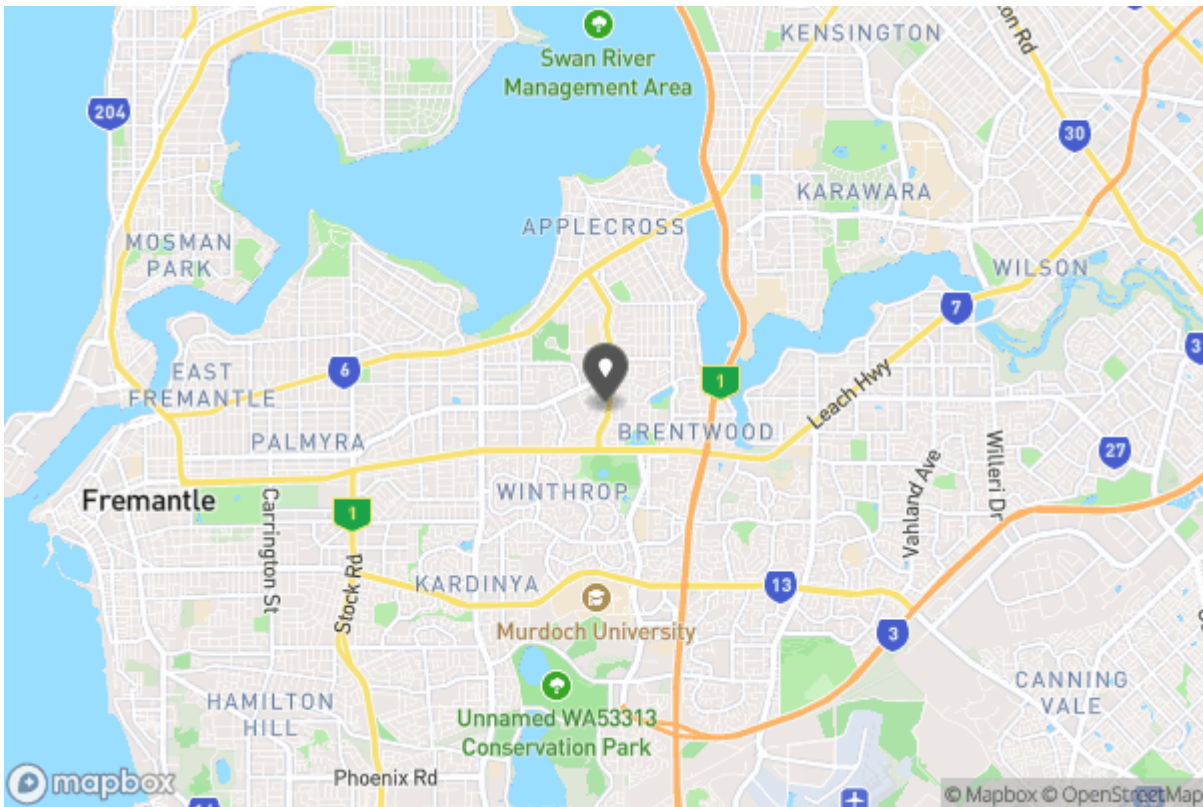 KENSINGTON
Swan River
Management Area
204
30
KARAWARA
APPLECROSS
MOSMAN
PARK
WILSON
7
6
1
EAST
FREMANTLE
Leach Hwy
BRENTWOOD
PALMYRA
27
WINTHROP
Fremantle
1
Carrington St
Stock Rd
Vahland Ave
Willeri Dr
KARDINYA
13
Murdoch University
3
HAMILTON
HILL
Unnamed WA53313
Conservation Park
CANNING
VALE
Phoenix Rd
mapbox
© Mapbox © OpenStreetMap